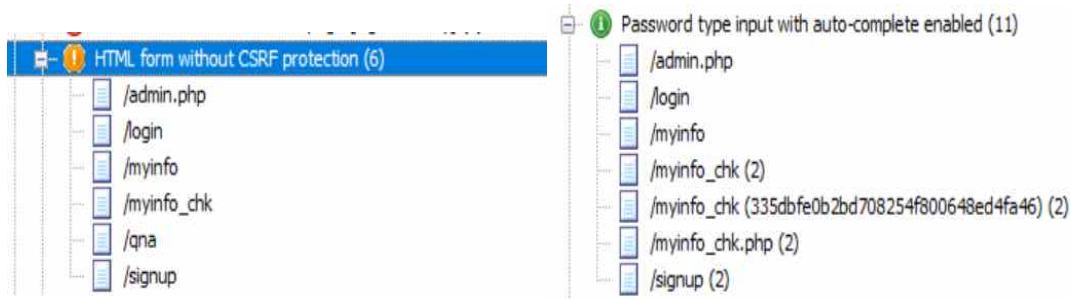 HTML form without CSRF protection (6)
/admin.php
/login
/myinfo
/myinfo_chk
/qna
/signup
Password type input with auto-complete enabled (11)
/admin.php
/login
/myinfo
/myinfo_chk (2)
/myinfo_chk (335dbfe0b2bd708254f800648ed4fa46) (2)
/myinfo_chk.php (2)
/signup (2)